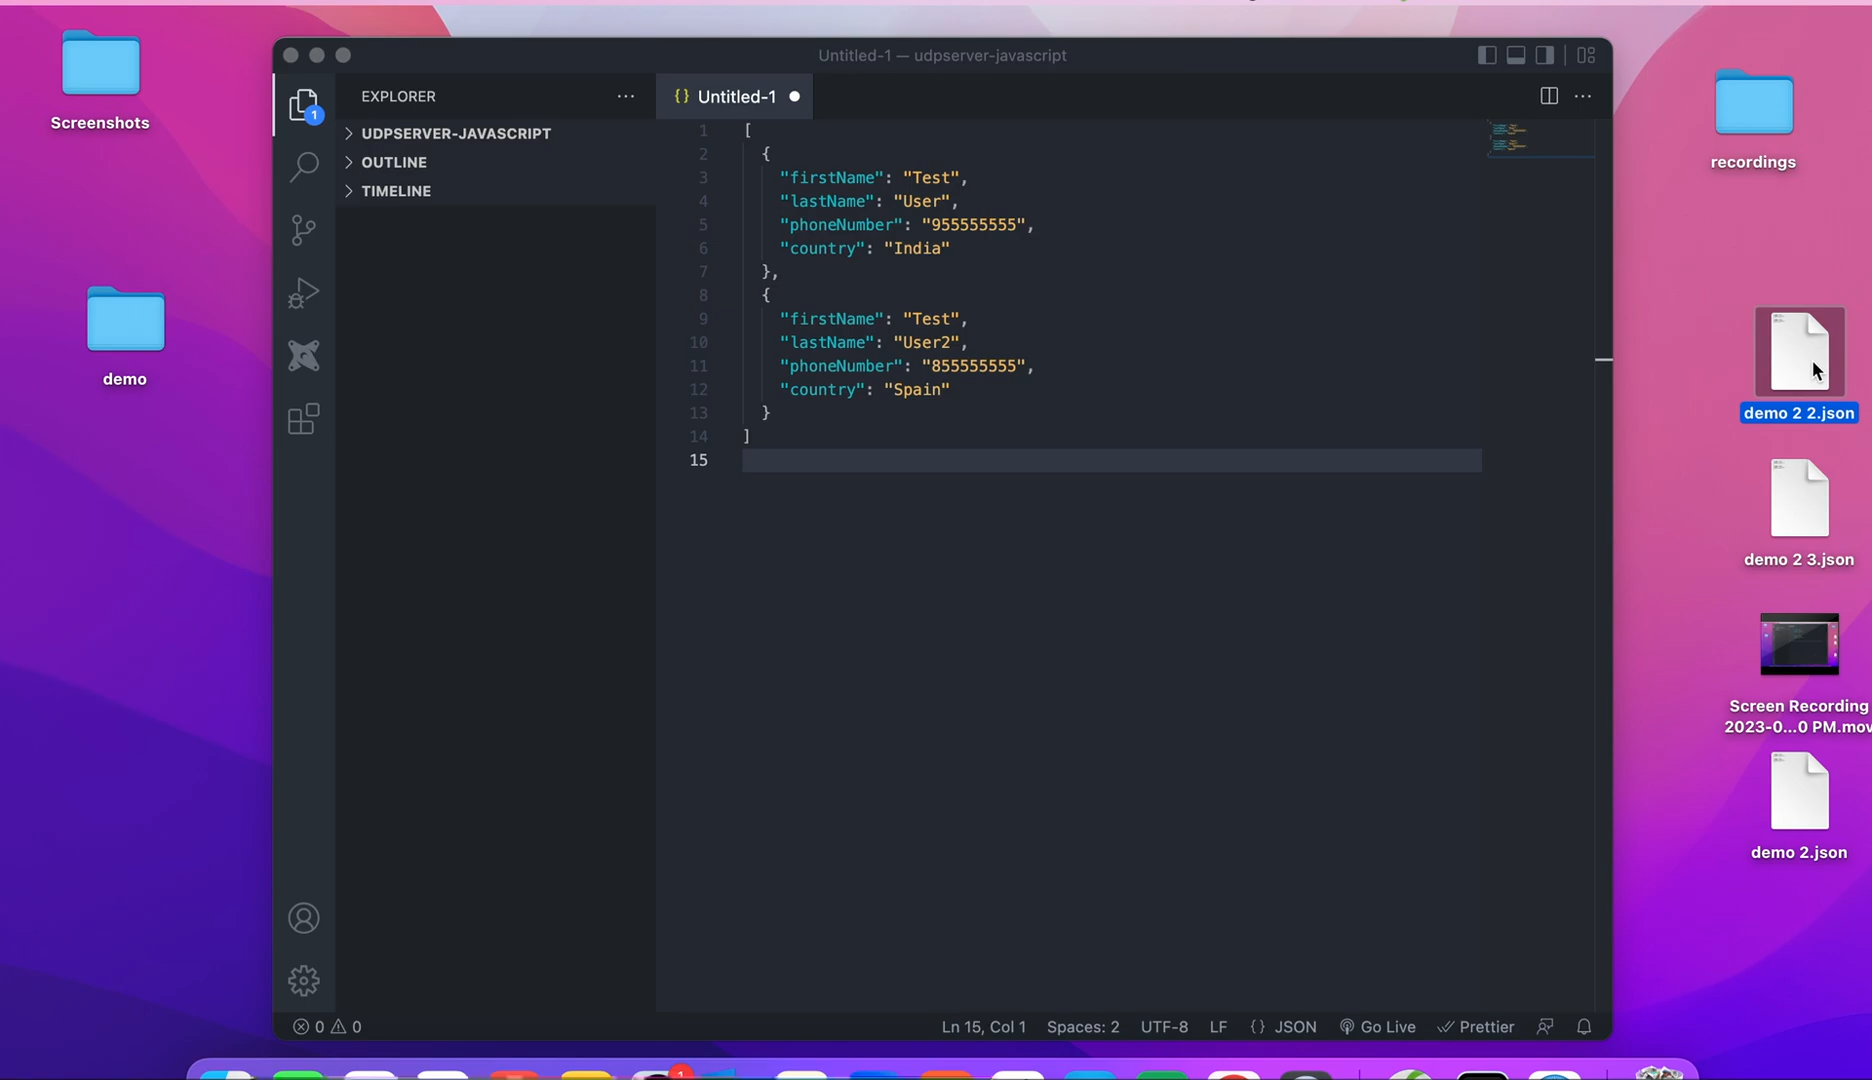 Untitled-1 — udpserver-javascript
EXPLORER
{} Untitled-1
1
UDPSERVER-JAVASCRIPT
OUTLINE
TIMELINE
1 [
2 {
3 "firstName": "Test",
4 "lastName": "User",
5 "phoneNumber": "955555555",
6 "country": "India"
7 },
8 {
9 "firstName": "Test",
10 "lastName": "User2",
11 "phoneNumber": "855555555",
12 "country": "Spain"
13 }
14 ]
15
0 0
Ln 15, Col 1 Spaces: 2 UTF-8 LF {} JSON Go Live Prettier
Screenshots
demo
recordings
demo 2 2.json
demo 2 3.json
Screen Recording
2023-0...0 PM.mov
demo 2.json
1